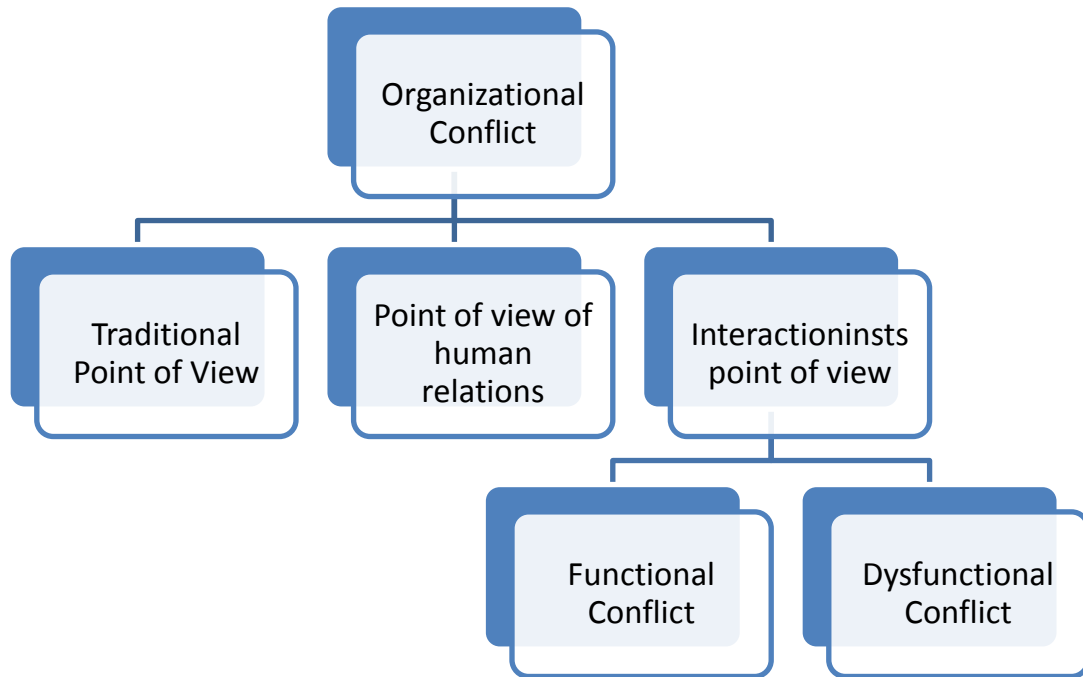 Organizational
Conflict
Traditional
Point of View
Point of view of
human
relations
Interactioninsts
point of view
Functional
Conflict
Dysfunctional
Conflict